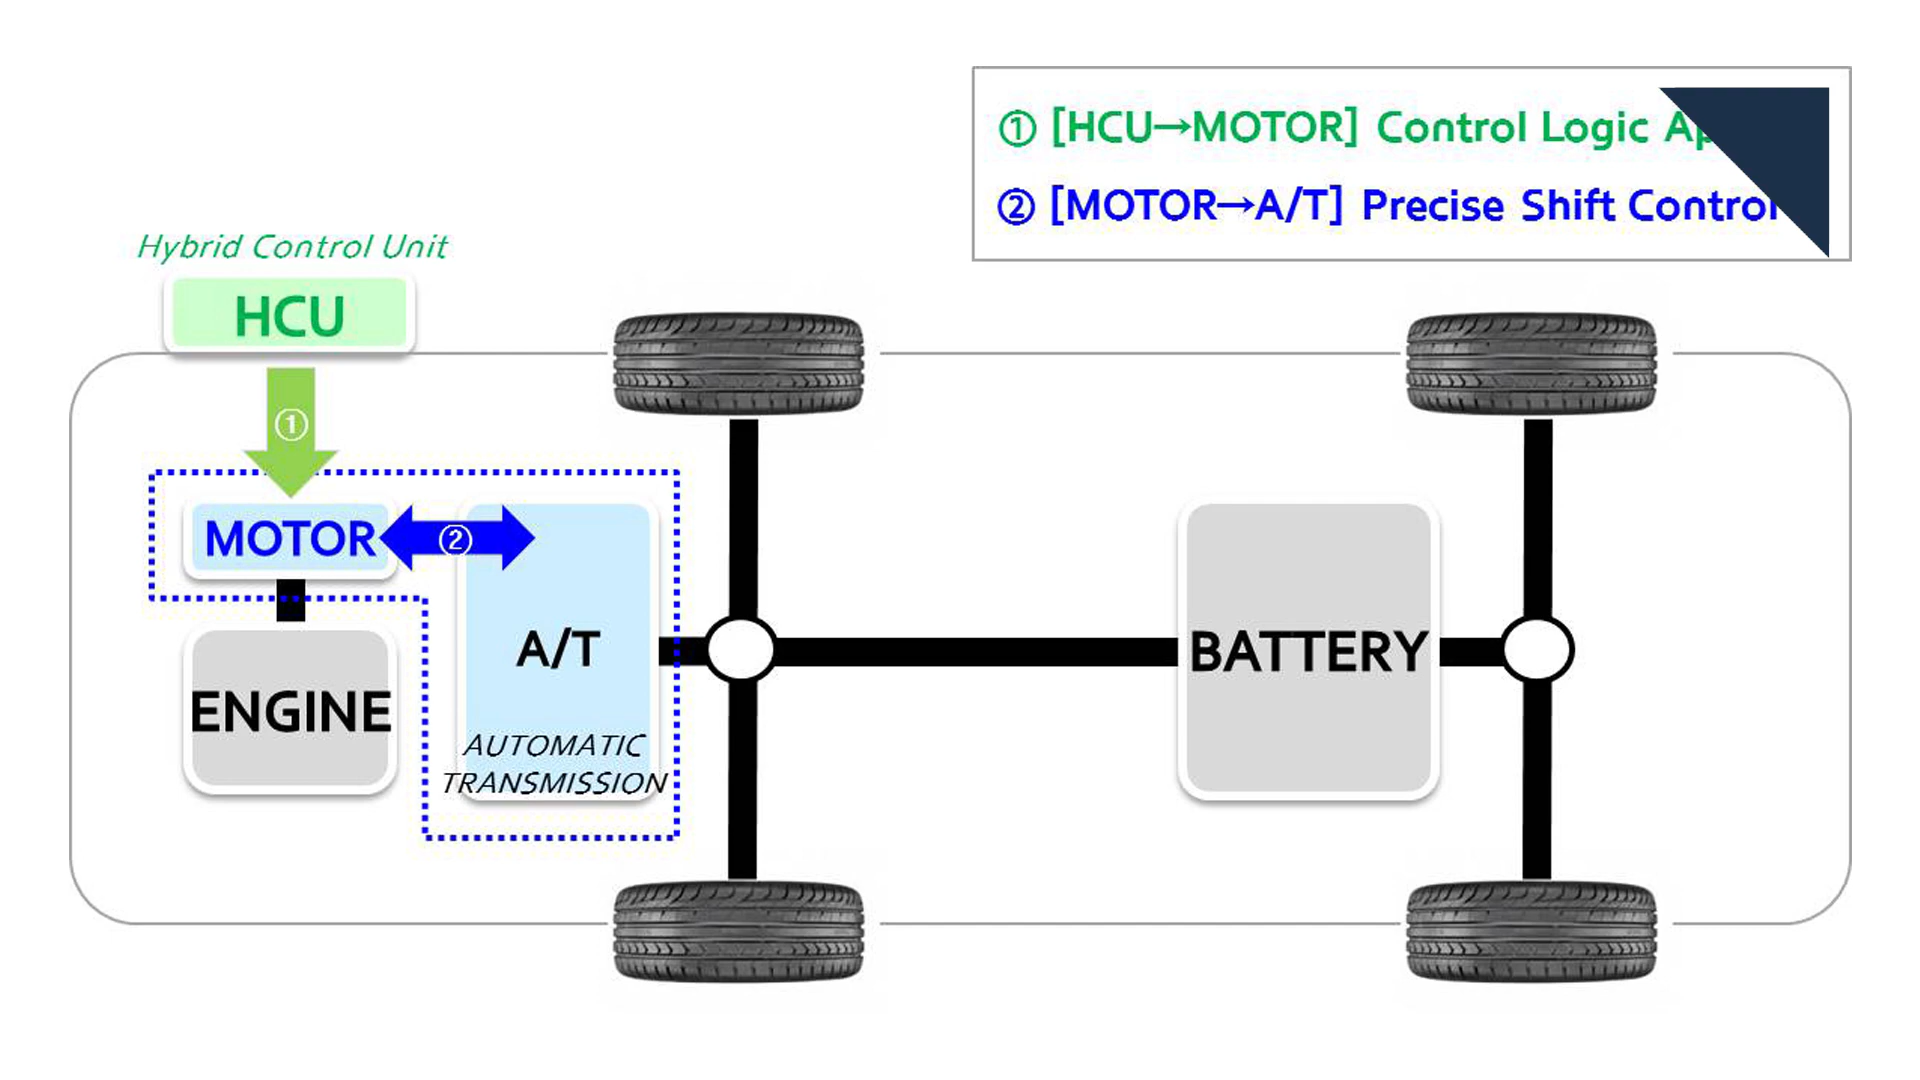 ① [HCU→MOTOR] Control Logic
② [MOTOR→A/T] Precise Shift Control
Hybrid Control Unit
HCU
①
MOTOR
②
A/T
BATTERY
ENGINE
AUTOMATIC
TRANSMISSION